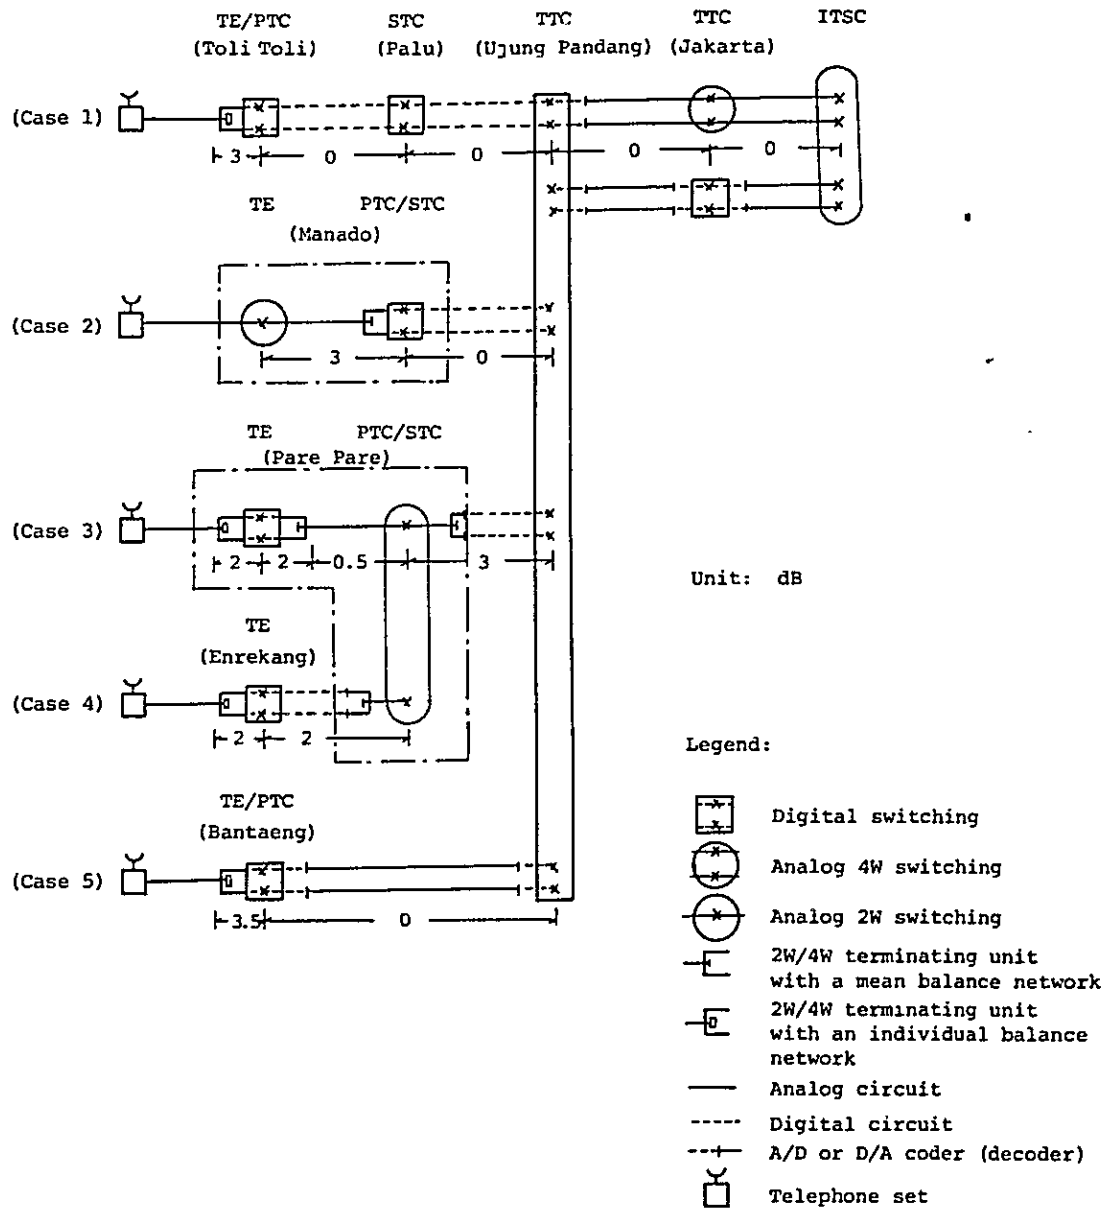 TE/PTC STC TTC TTC ITSC
(Toli Toli) (Palu) (Ujung Pandang) (Jakarta)
(Case 1)
3 0 0 0 0
TE PTC/STC
(Manado)
(Case 2)
3 0
TE PTC/STC
(Pare Pare)
(Case 3)
2 2 0.5 3
Unit: dB
TE
(Enrekang)
(Case 4)
2 2
Legend:
TE/PTC
(Bantaeng)
Digital switching
(Case 5)
Analog 4W switching
3.5 0
Analog 2W switching
2W/4W terminating unit
with a mean balance network
2W/4W terminating unit
with an individual balance
network
Analog circuit
Digital circuit
A/D or D/A coder (decoder)
Telephone set